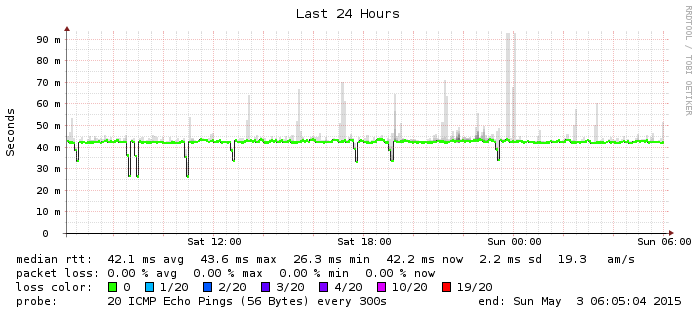 Last 24 Hours
RRDTOOL / TOBI OETIKER
Seconds
90 m
80 m
70 m
60 m
50 m
40 m
30 m
20 m
10 m
0
Sat 12:00 Sat 18:00 Sun 00:00 Sun 06:00
median rtt: 42.1 ms avg 43.6 ms max 26.3 ms min 42.2 ms now 2.2 ms sd 19.3 am/s
packet loss: 0.00 % avg 0.00 % max 0.00 % min 0.00 % now
loss color: 0 1/20 2/20 3/20 4/20 10/20 19/20
probe: 20 ICMP Echo Pings (56 Bytes) every 300s end: Sun May 3 06:05:04 2015